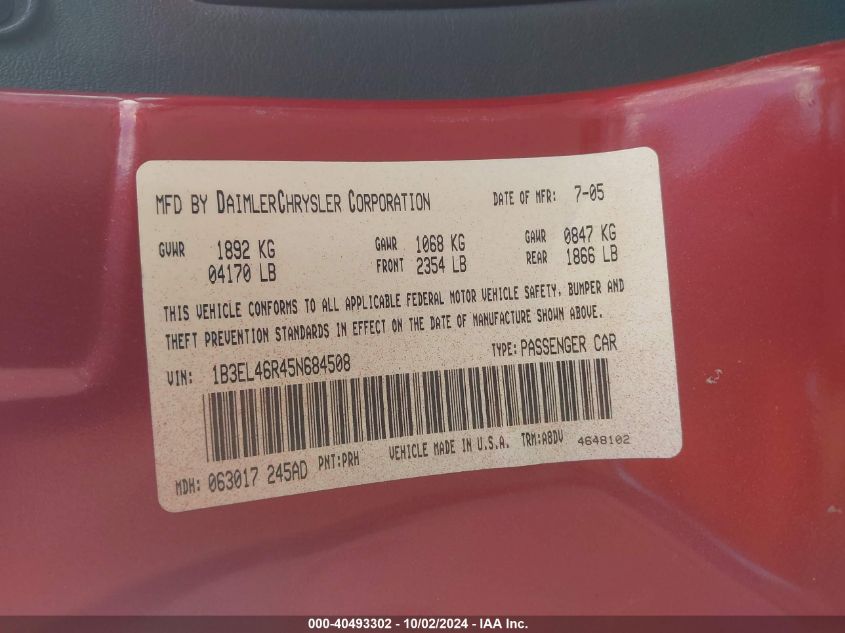 MFD BY DAIMLERCHRYSLER CORPORATION DATE OF MFR: 7-05
GVWR 1892 KG GAWR 1068 KG GAWR 0847 KG
04170 LB FRONT 2354 LB REAR 1866 LB
THIS VEHICLE CONFORMS TO ALL APPLICABLE FEDERAL MOTOR VEHICLE SAFETY, BUMPER AND
THEFT PREVENTION STANDARDS IN EFFECT ON THE DATE OF MANUFACTURE SHOWN ABOVE.
VIN: 1B3EL46R45N684508 TYPE: PASSENGER CAR
MDH: 063017 245AD PNT:PRH VEHICLE MADE IN U.S.A. TRM:A8DV 4648102
000-40493302 - 10/02/2024 - IAA Inc.